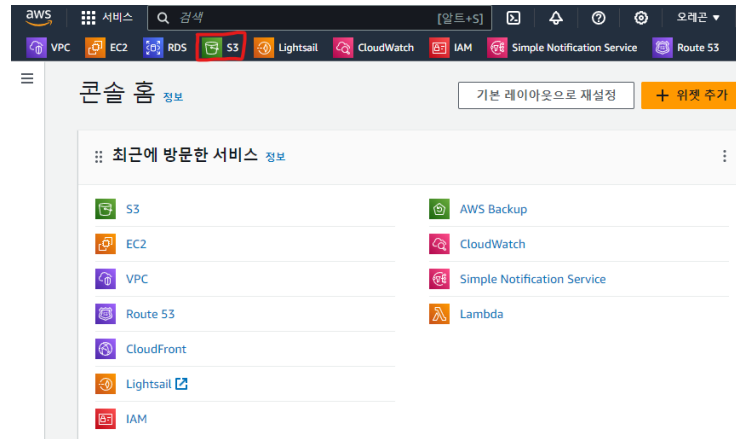 aws 서비스 검색 [알트+S] 오레곤 ▼
VPC EC2 RDS S3 Lightsail CloudWatch IAM Simple Notification Service Route 53
콘솔 홈 정보 기본 레이아웃으로 재설정 + 위젯 추가
최근에 방문한 서비스 정보
S3
EC2
VPC
Route 53
CloudFront
Lightsail
IAM
AWS Backup
CloudWatch
Simple Notification Service
Lambda